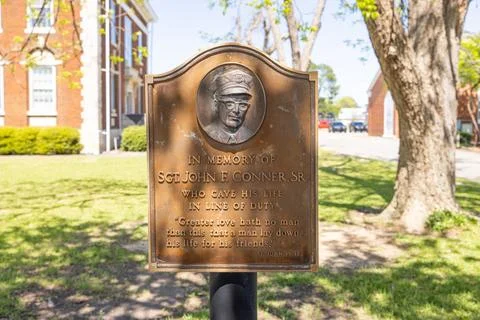 IN MEMORY OF
SGT. JOHN F. CONNER, SR.
WHO GAVE HIS LIFE
IN LINE OF DUTY
"Greater love hath no man
than this that a man lay down
his life for his friends."